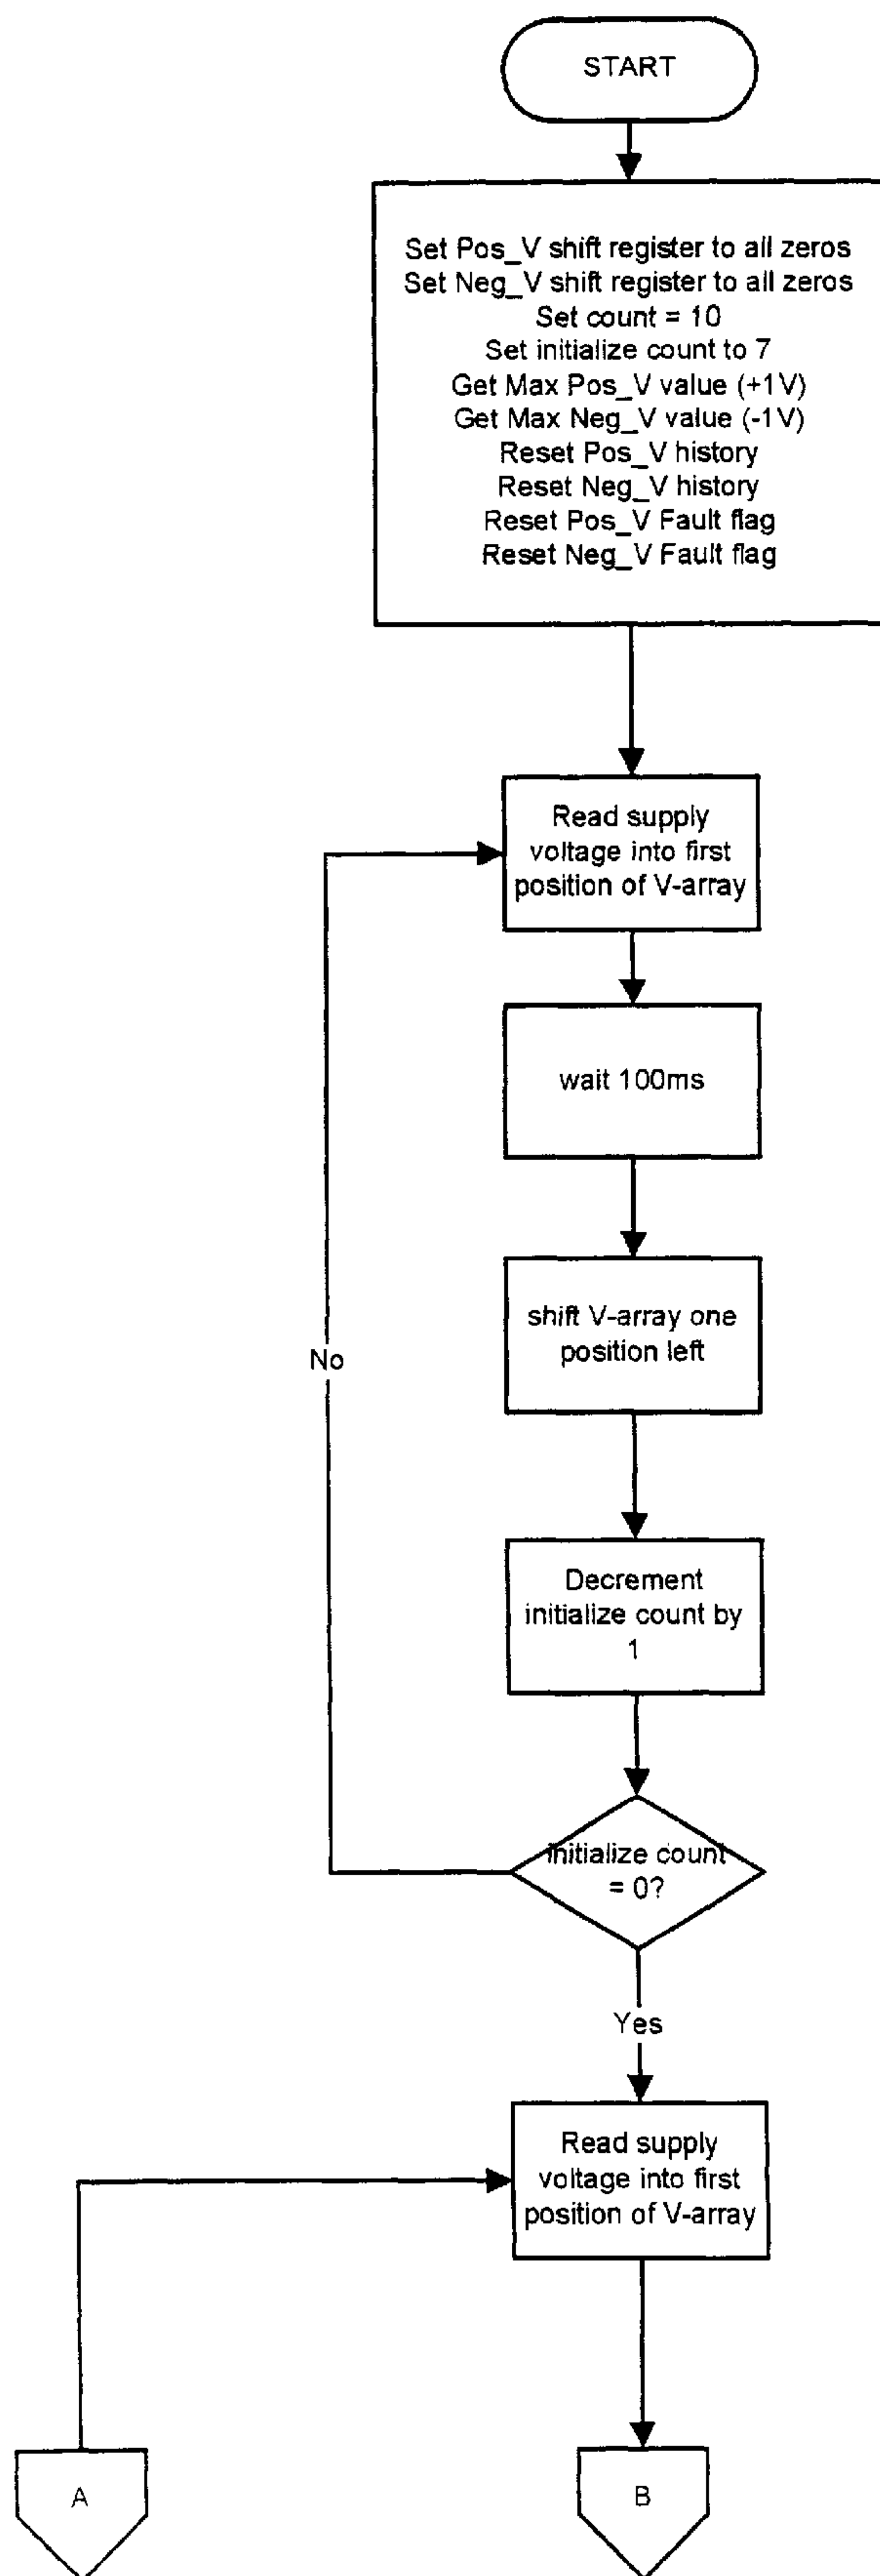 START
Set Pos_V shift register to all zeros
Set Neg_V shift register to all zeros
Set count = 10
Set initialize count to 7
Get Max Pos_V value (+1V)
Get Max Neg_V value (-1V)
Reset Pos_V history
Reset Neg_V history
Reset Pos_V Fault flag
Reset Neg_V Fault flag
Read supply
voltage into first
position of V-array
wait 100ms
shift V-array one
position left
No
Decrement
initialize count by
1
initialize count
= 0?
Yes
Read supply
voltage into first
position of V-array
A
B